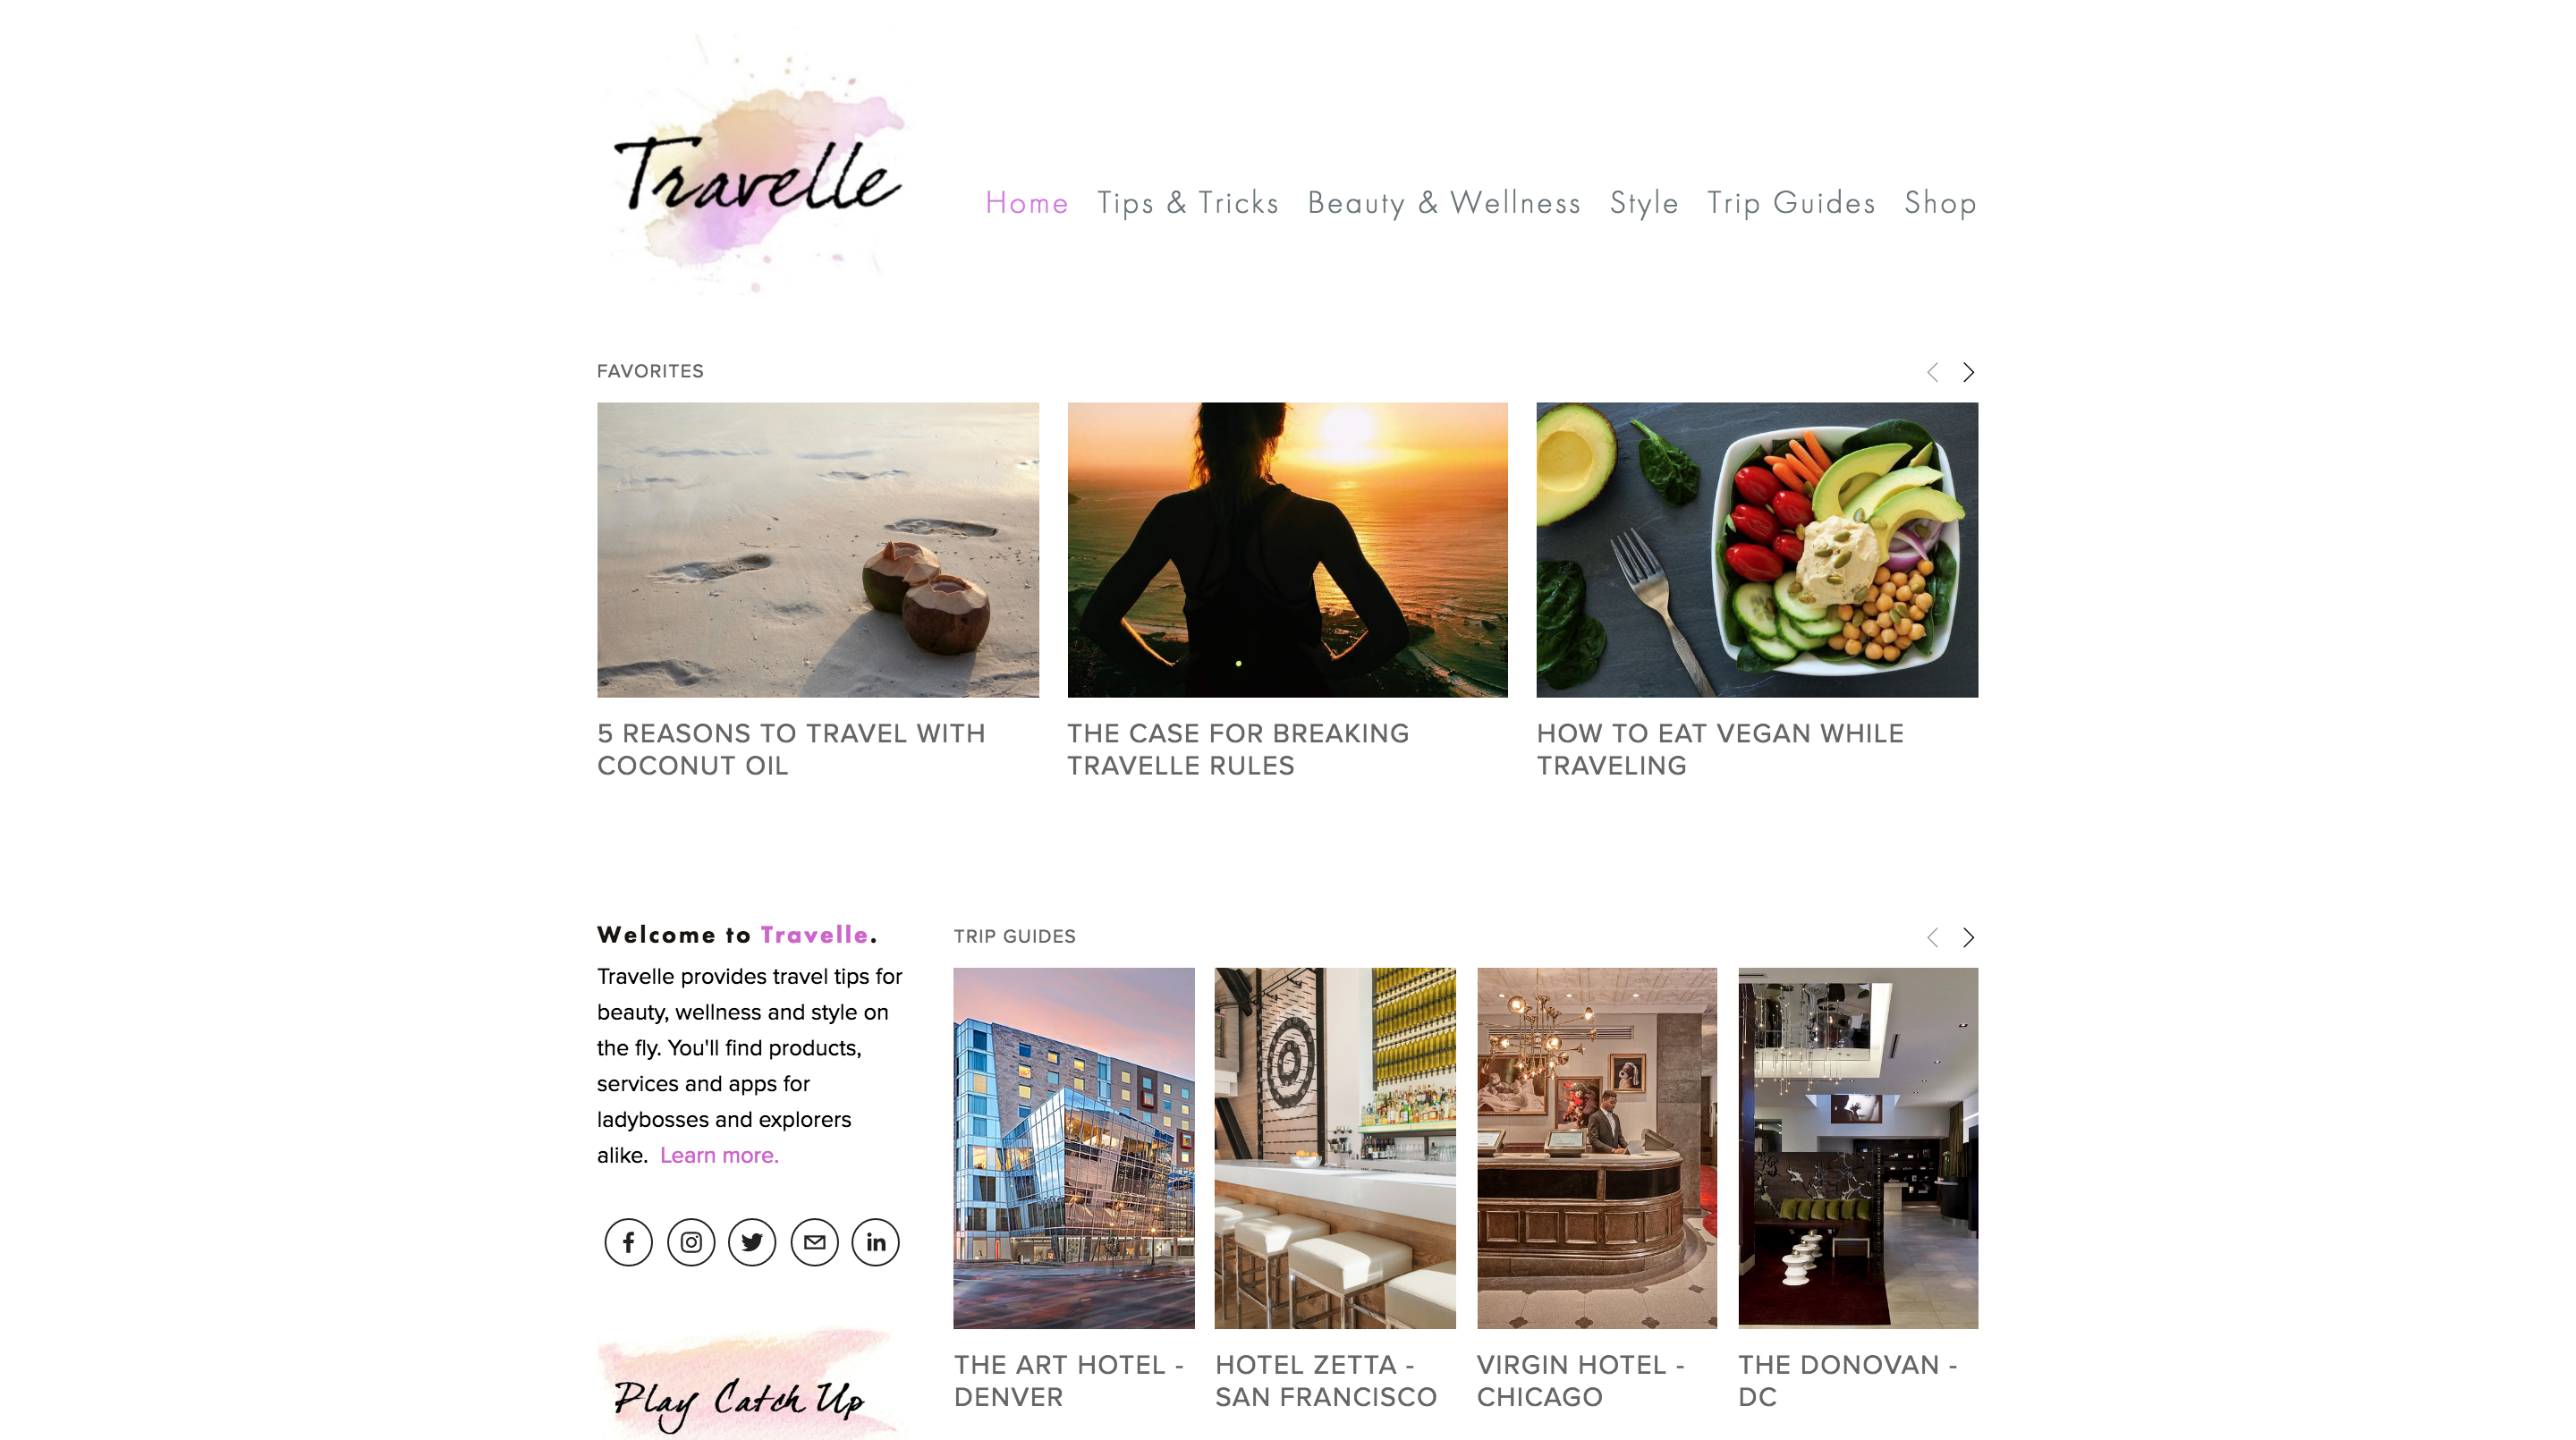 Travelle
Home Tips & Tricks Beauty & Wellness Style Trip Guides Shop
FAVORITES
5 REASONS TO TRAVEL WITH
COCONUT OIL
THE CASE FOR BREAKING
TRAVELLE RULES
HOW TO EAT VEGAN WHILE
TRAVELING
Welcome to Travelle.
Travelle provides travel tips for
beauty, wellness and style on
the fly. You'll find products,
services and apps for
ladybosses and explorers
alike. Learn more.
Play Catch Up
TRIP GUIDES
THE ART HOTEL -
DENVER
HOTEL ZETTA -
SAN FRANCISCO
VIRGIN HOTEL -
CHICAGO
THE DONOVAN -
DC